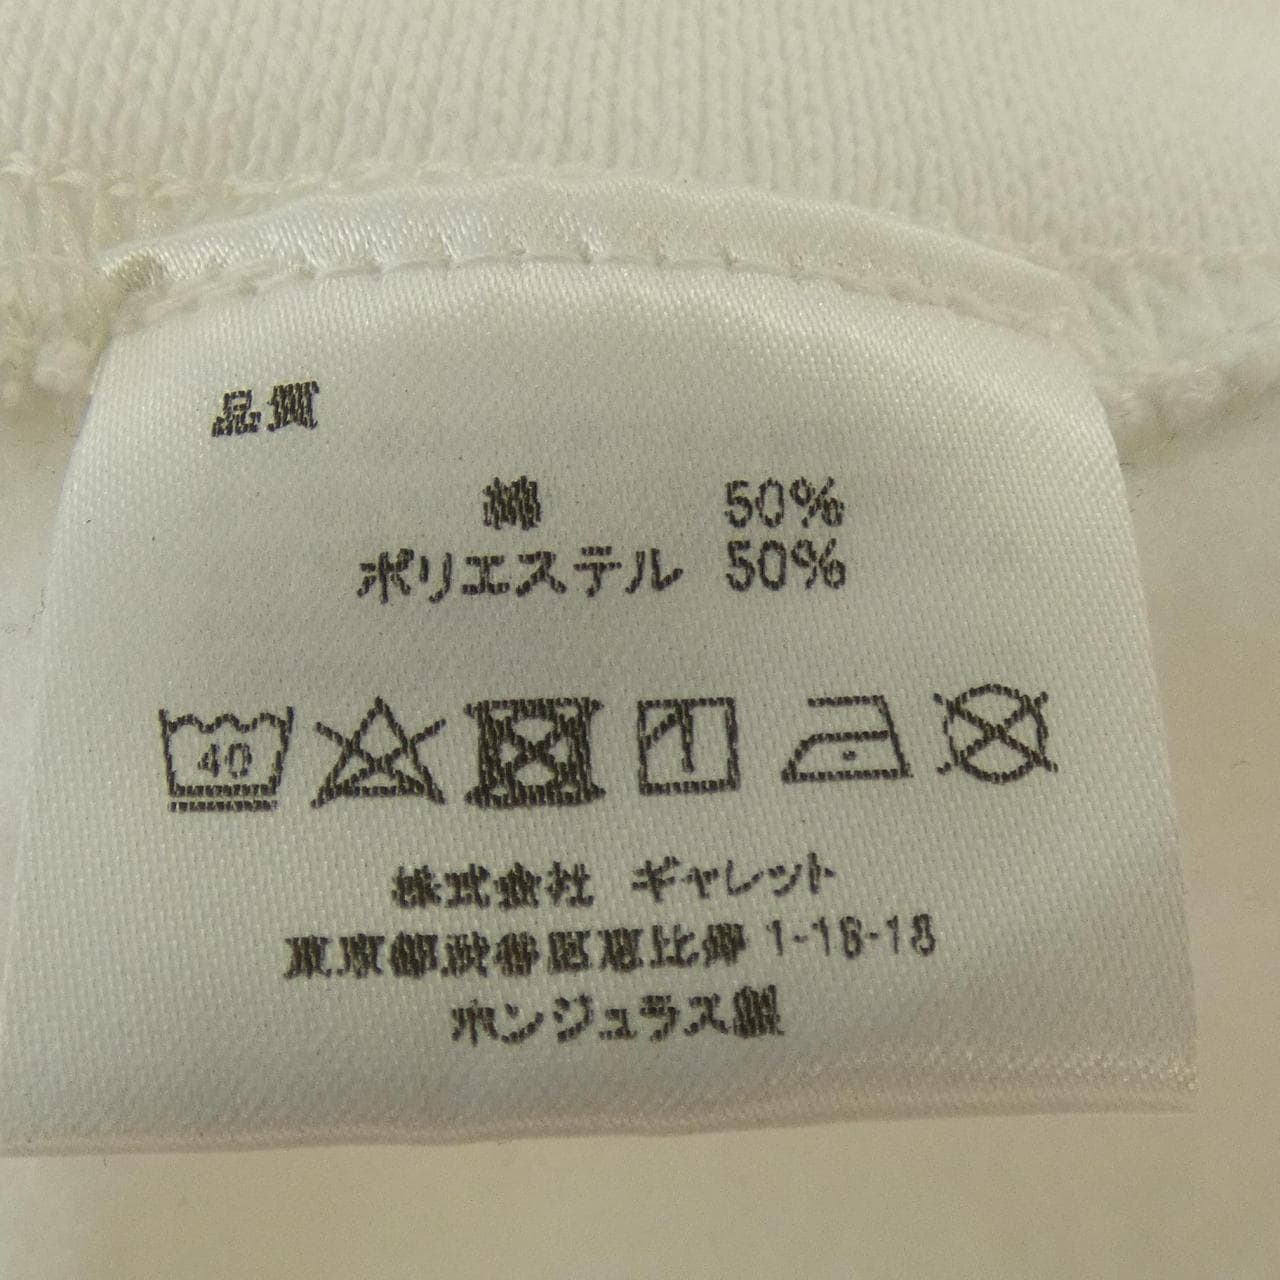 品質
綿 50%
ポリエステル 50%
40
株式会社 ギャレット
東京都渋谷区恵比寿 1-18-18
ホンジュラス製